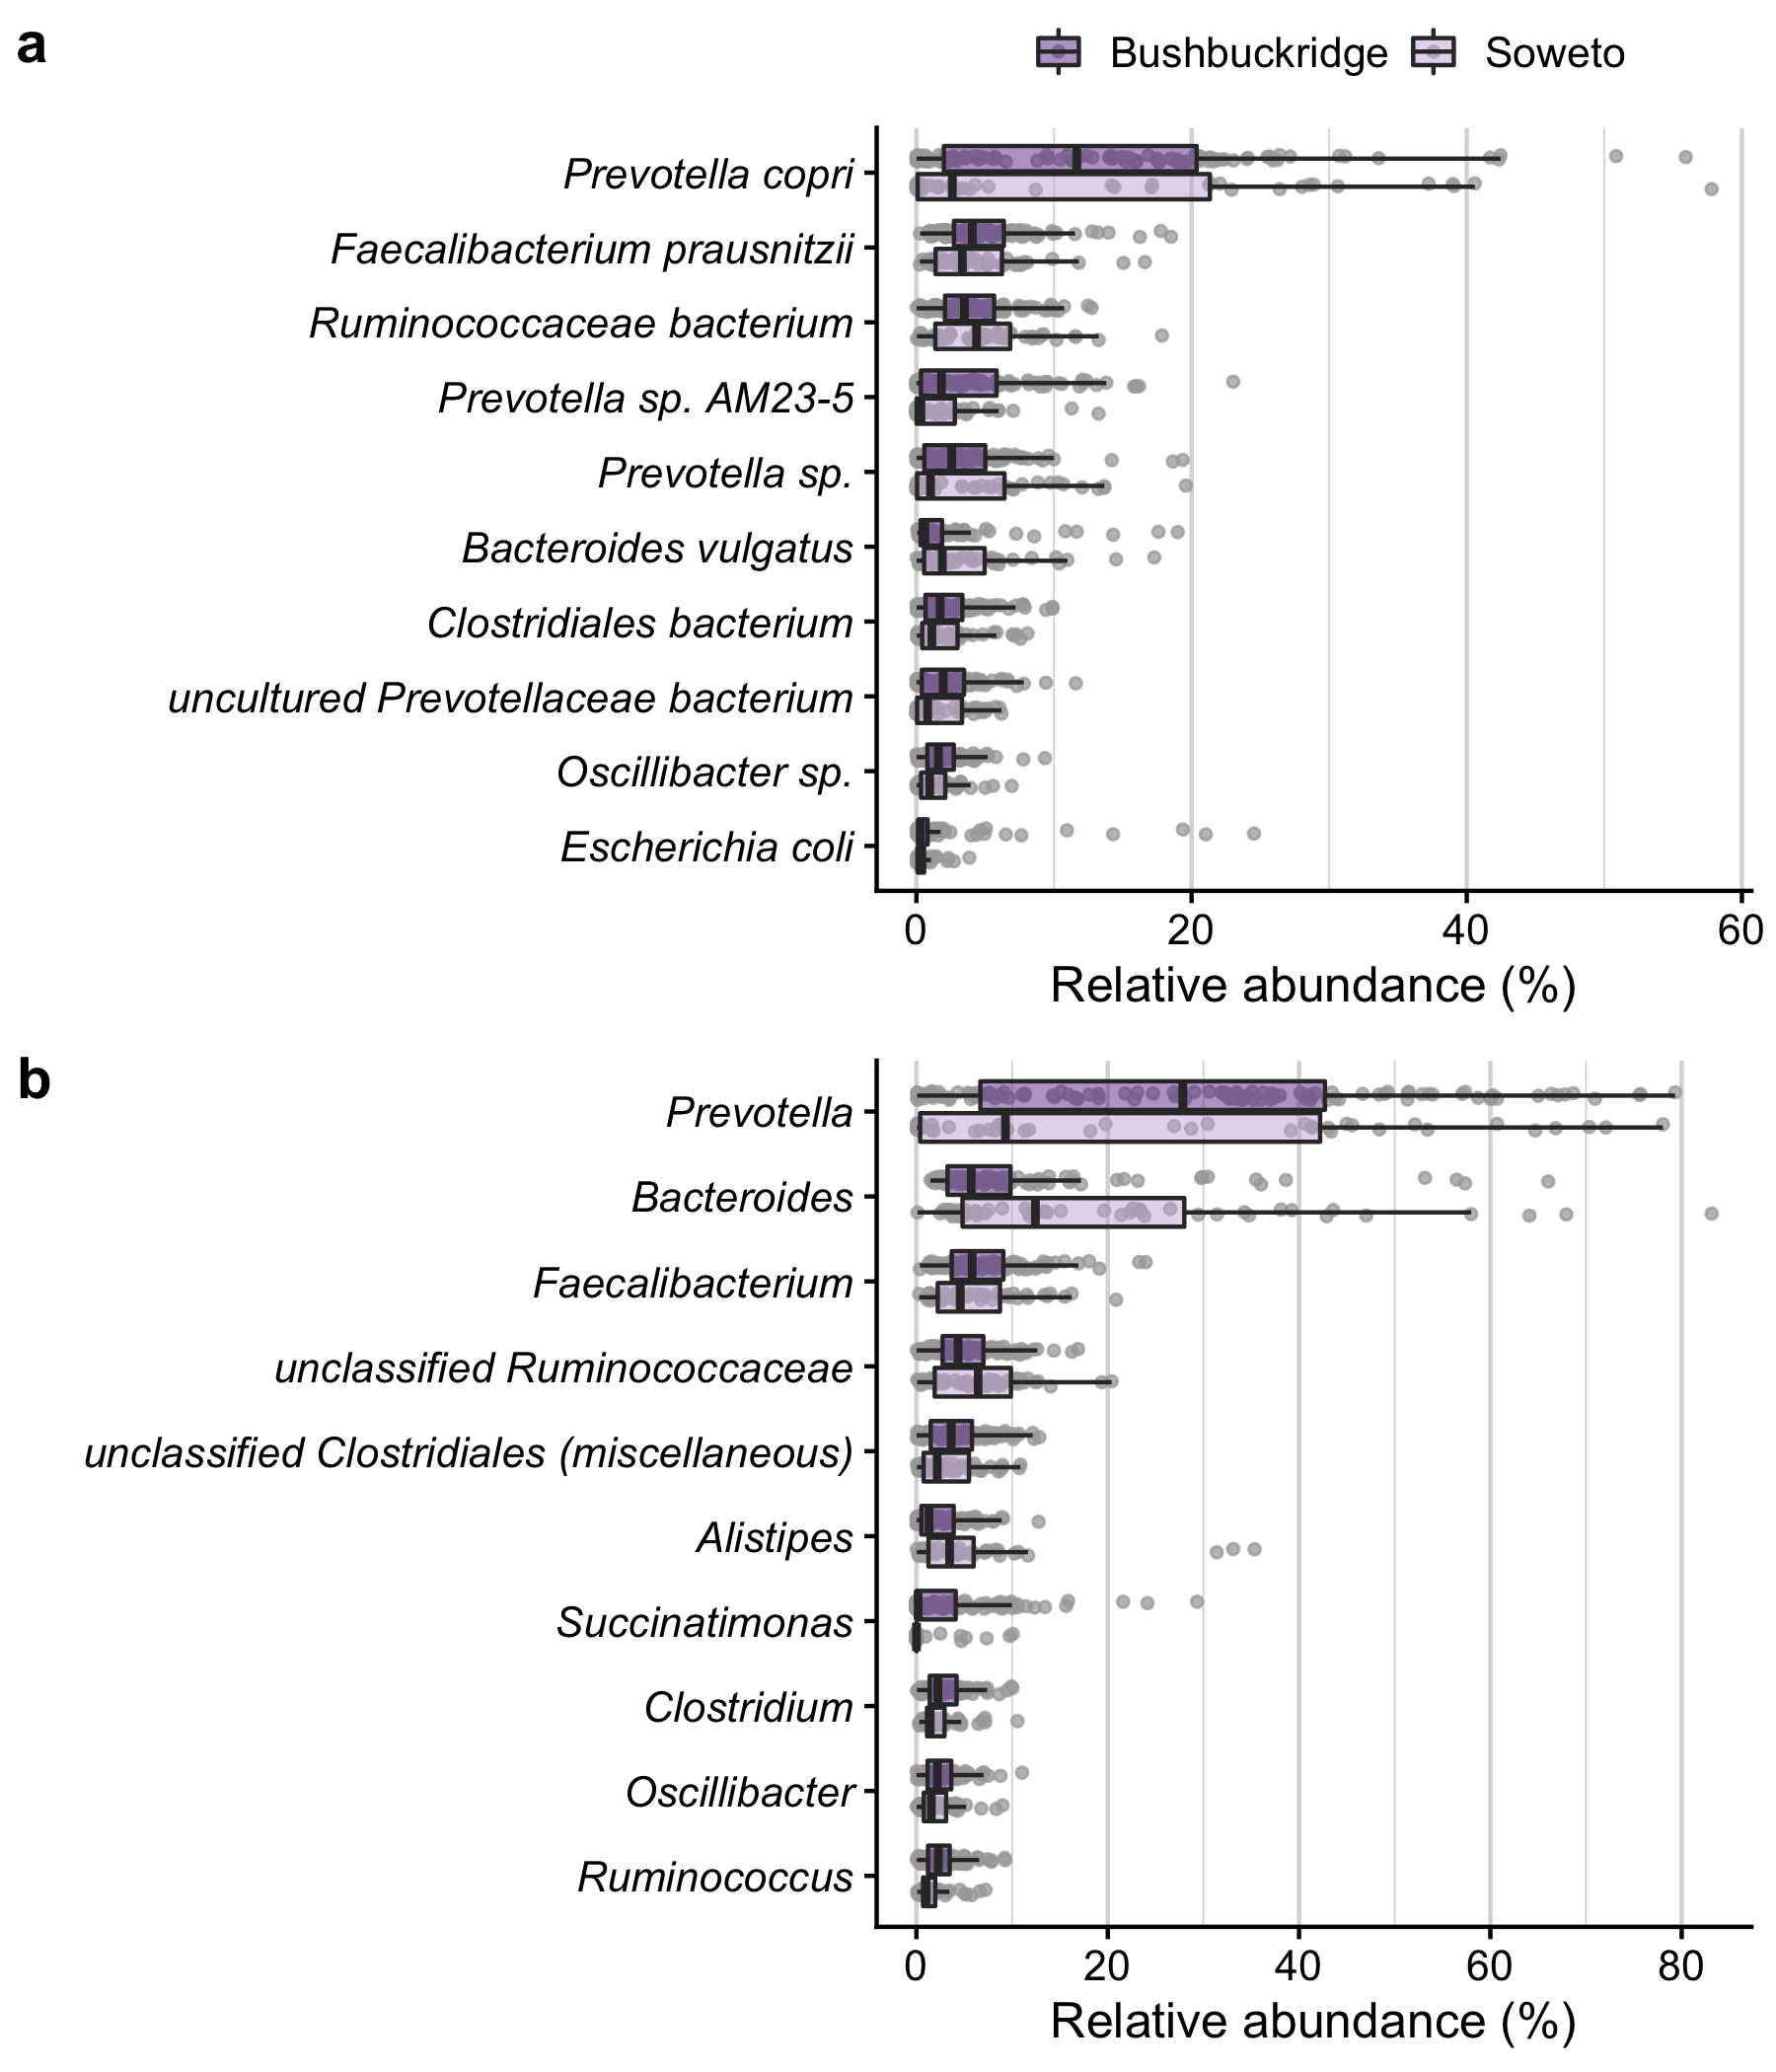 a
Bushbuckridge Soweto
Prevotella copri
Faecalibacterium prausnitzii
Ruminococcaceae bacterium
Prevotella sp. AM23-5
Prevotella sp.
Bacteroides vulgatus
Clostridiales bacterium
uncultured Prevotellaceae bacterium
Oscillibacter sp.
Escherichia coli
0 20 40 60
Relative abundance (%)
b
Prevotella
Bacteroides
Faecalibacterium
unclassified Ruminococcaceae
unclassified Clostridiales (miscellaneous)
Alistipes
Succinatimonas
Clostridium
Oscillibacter
Ruminococcus
0 20 40 60 80
Relative abundance (%)